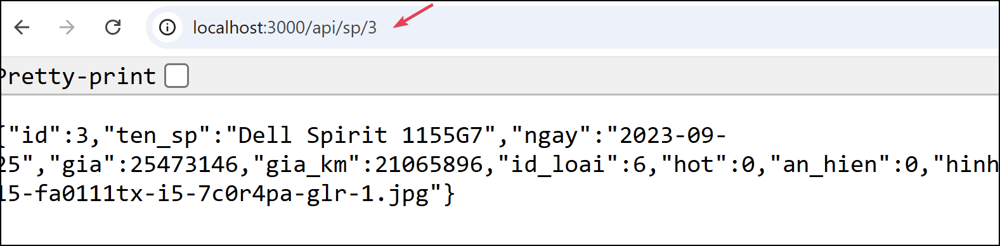 localhost:3000/api/sp/3
Pretty-print
{"id":3,"ten_sp":"Dell Spirit 1155G7","ngay":"2023-09-
25","gia":25473146,"gia_km":21065896,"id_loai":6,"hot":0,"an_hien":0,"hinh
15-fa0111tx-i5-7c0r4pa-glr-1.jpg"}